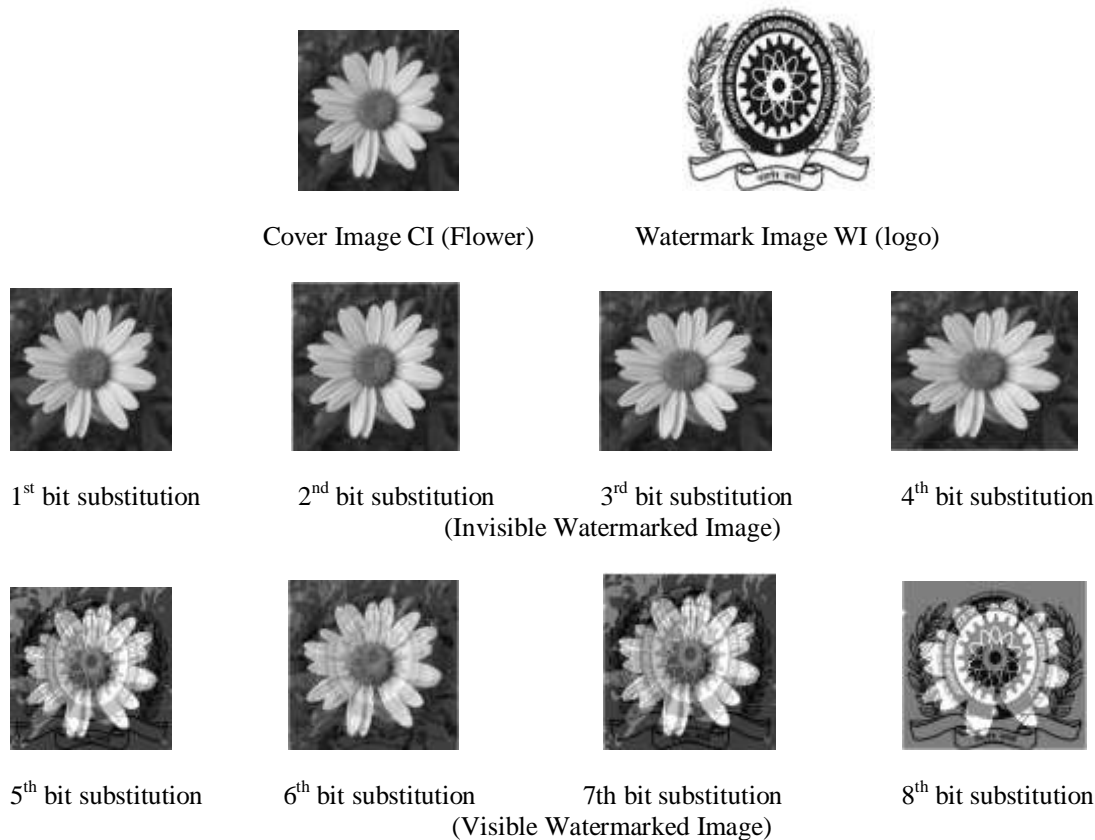 Cover Image CI (Flower) Watermark Image WI (logo)
1st bit substitution 2nd bit substitution 3rd bit substitution 4th bit substitution
(Invisible Watermarked Image)
5th bit substitution 6th bit substitution 7th bit substitution 8th bit substitution
(Visible Watermarked Image)